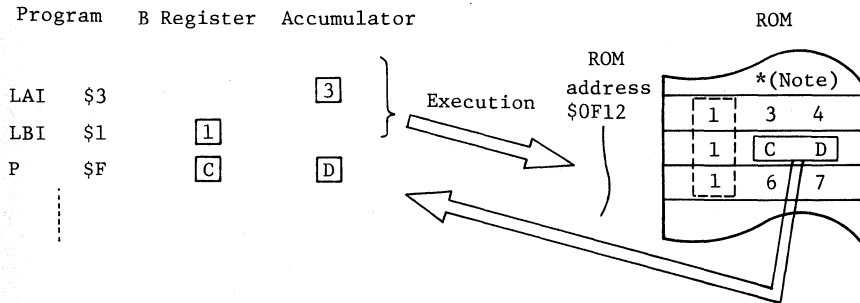 Program B Register Accumulator ROM
ROM
address
$0F12
*(Note)
LAI $3 3
Execution
1 3 4
LBI $1 1
1 C D
P $F C D
1 6 7